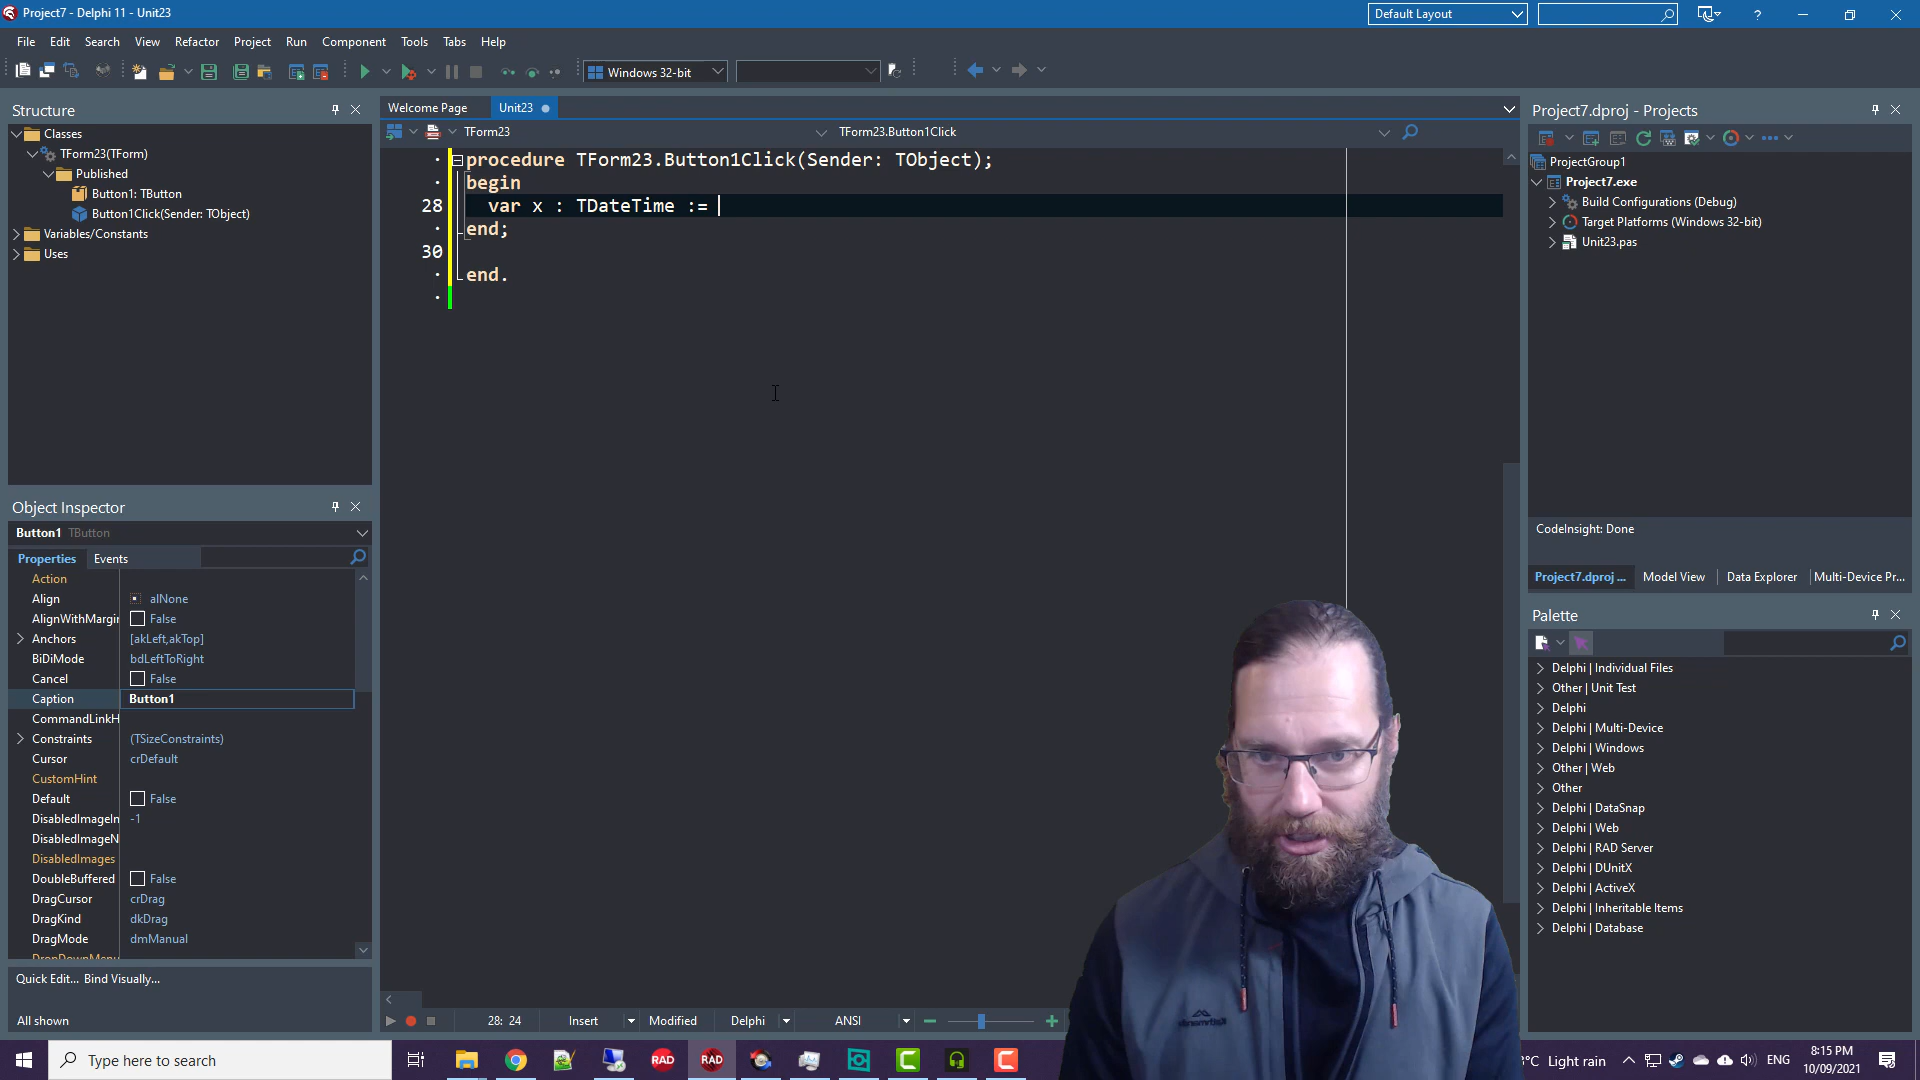 Project7 - Delphi 11 - Unit23
Default Layout
?
File Edit Search View Refactor Project Run Component Tools Tabs Help
Windows 32-bit
Structure
Classes
TForm23(TForm)
Published
Button1: TButton
Button1Click(Sender: TObject)
Variables/Constants
Uses
Object Inspector
Button1 TButton
Properties Events
Action
Align alNone
AlignWithMargin False
Anchors [akLeft,akTop]
BiDiMode bdLeftToRight
Cancel False
Caption Button1
CommandLinkH
Constraints (TSizeConstraints)
Cursor crDefault
CustomHint
Default False
DisabledImageIn -1
DisabledImageN
DisabledImages
DoubleBuffered False
DragCursor crDrag
DragKind dkDrag
DragMode dmManual
DropDownMenu
Quick Edit... Bind Visually...
All shown
Welcome Page Unit23
TForm23 TForm23.Button1Click
procedure TForm23.Button1Click(Sender: TObject);
begin
28 var x : TDateTime :=
end;
30
end.
28: 24 Insert Modified Delphi ANSI
Project7.dproj - Projects
ProjectGroup1
Project7.exe
Build Configurations (Debug)
Target Platforms (Windows 32-bit)
Unit23.pas
CodeInsight: Done
Project7.dproj ... Model View Data Explorer Multi-Device Pr...
Palette
Delphi | Individual Files
Other | Unit Test
Delphi
Delphi | Multi-Device
Delphi | Windows
Other | Web
Other
Delphi | DataSnap
Delphi | Web
Delphi | RAD Server
Delphi | DUnitX
Delphi | ActiveX
Delphi | Inheritable Items
Delphi | Database
Kathmandu
Type here to search
RAD
RAD
°C Light rain
ENG
8:15 PM
10/09/2021